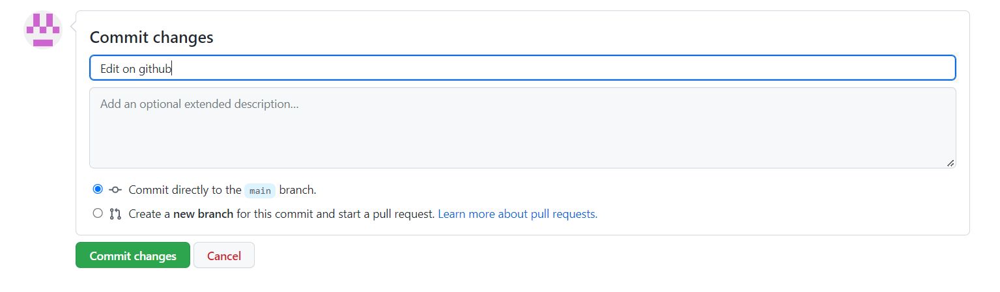 Commit changes
Edit on github
Add an optional extended description...
Commit directly to the main branch.
Create a new branch for this commit and start a pull request. Learn more about pull requests.
Commit changes Cancel